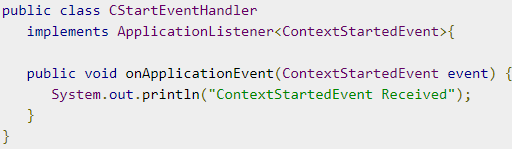 public class CStartEventHandler
   implements ApplicationListener<ContextStartedEvent>{

   public void onApplicationEvent(ContextStartedEvent event) {
      System.out.println("ContextStartedEvent Received");
   }
}